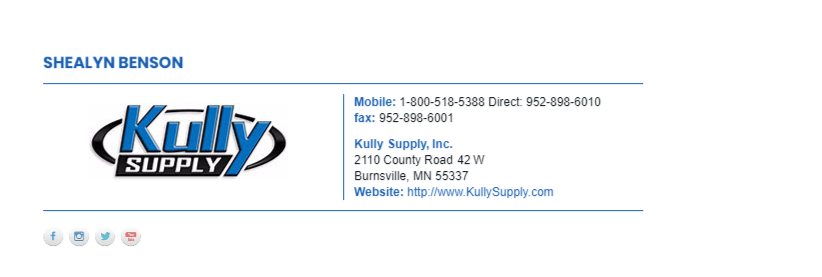 SHEALYN BENSON
Kully
SUPPLY
Mobile: 1-800-518-5388 Direct: 952-898-6010
fax: 952-898-6001
Kully Supply, Inc.
2110 County Road 42 W
Burnsville, MN 55337
Website: http://www.KullySupply.com